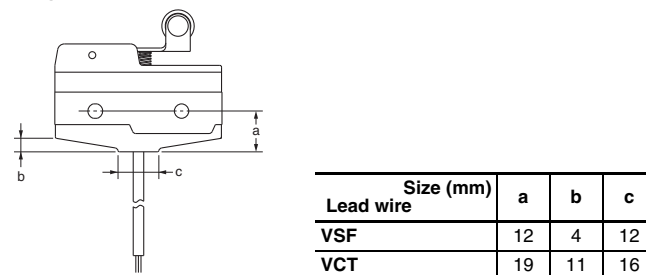 a
b
c
Size (mm)
Lead wire
a b c
VSF 12 4 12
VCT 19 11 16